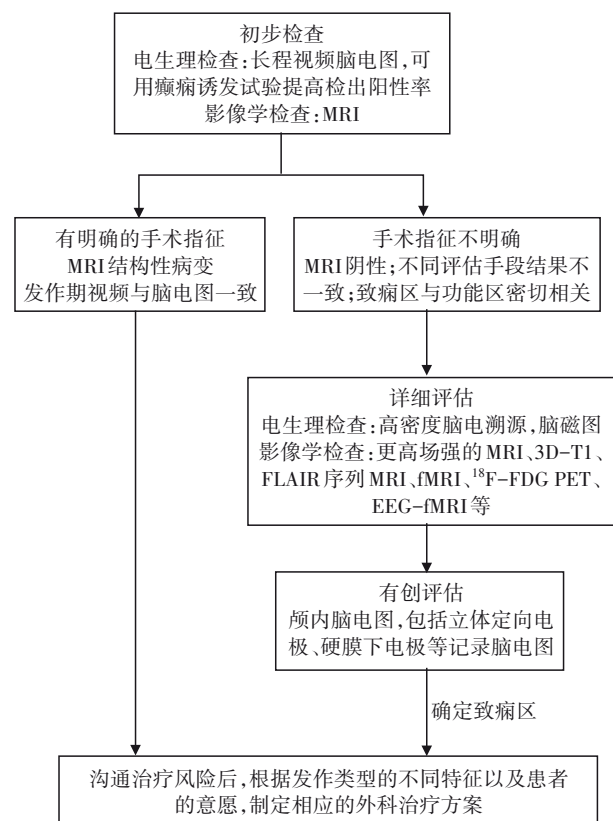 初步检查
电生理检查:长程视频脑电图,可
用癫痫诱发试验提高检出阳性率
影像学检查:MRI
有明确的手术指征
MRI结构性病变
发作期视频与脑电图一致
手术指征不明确
MRI阴性;不同评估手段结果不
一致;致痫区与功能区密切相关
详细评估
电生理检查:高密度脑电溯源,脑磁图
影像学检查:更高场强的MRI、3D-T1、
FLAIR序列MRI、fMRI、¹⁸F-FDG PET、
EEG-fMRI等
有创评估
颅内脑电图,包括立体定向电
极、硬膜下电极等记录脑电图
确定致痫区
沟通治疗风险后,根据发作类型的不同特征以及患者
的意愿,制定相应的外科治疗方案